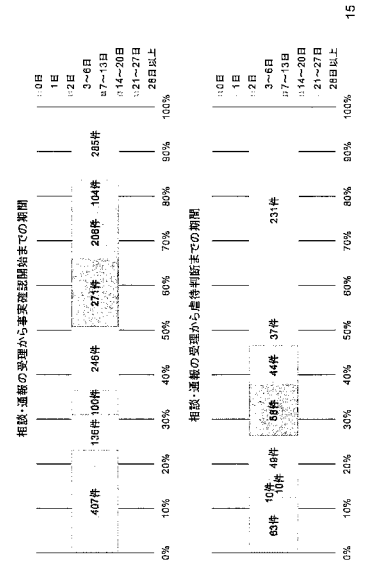 相談・通報の受理から事実確認開始までの期間
407件
136件
100件
246件
271件
208件
104件
285件
0%
10%
20%
30%
40%
50%
60%
70%
80%
90%
100%
0日
1日
2日
3～6日
7～13日
14～20日
21～27日
28日以上
相談・通報の受理から虐待判断までの期間
63件
10件
10件
49件
58件
44件
37件
231件
0%
10%
20%
30%
40%
50%
60%
70%
80%
90%
100%
0日
1日
2日
3～6日
7～13日
14～20日
21～27日
28日以上
15